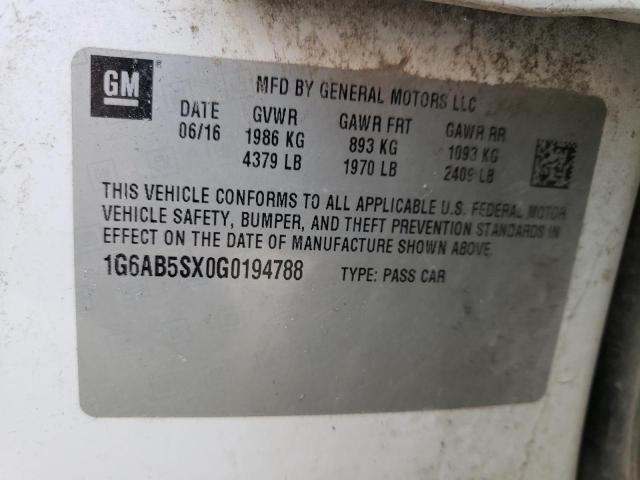 GM
MFD BY GENERAL MOTORS LLC
DATE GVWR GAWR FRT GAWR RR
06/16 1986 KG 893 KG 1093 KG
4379 LB 1970 LB 2409 LB
THIS VEHICLE CONFORMS TO ALL APPLICABLE U.S. FEDERAL MOTOR
VEHICLE SAFETY, BUMPER, AND THEFT PREVENTION STANDARDS IN
EFFECT ON THE DATE OF MANUFACTURE SHOWN ABOVE.
1G6AB5SX0G0194788 TYPE: PASS CAR